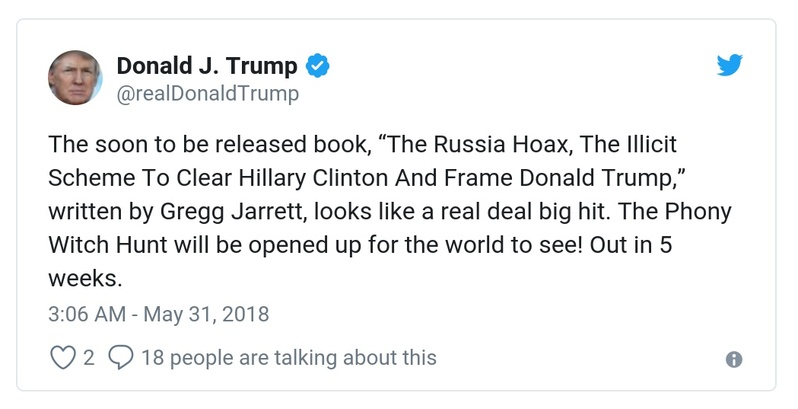 Donald J. Trump
@realDonaldTrump
The soon to be released book, “The Russia Hoax, The Illicit
Scheme To Clear Hillary Clinton And Frame Donald Trump,”
written by Gregg Jarrett, looks like a real deal big hit. The Phony
Witch Hunt will be opened up for the world to see! Out in 5
weeks.
3:06 AM - May 31, 2018
2 18 people are talking about this